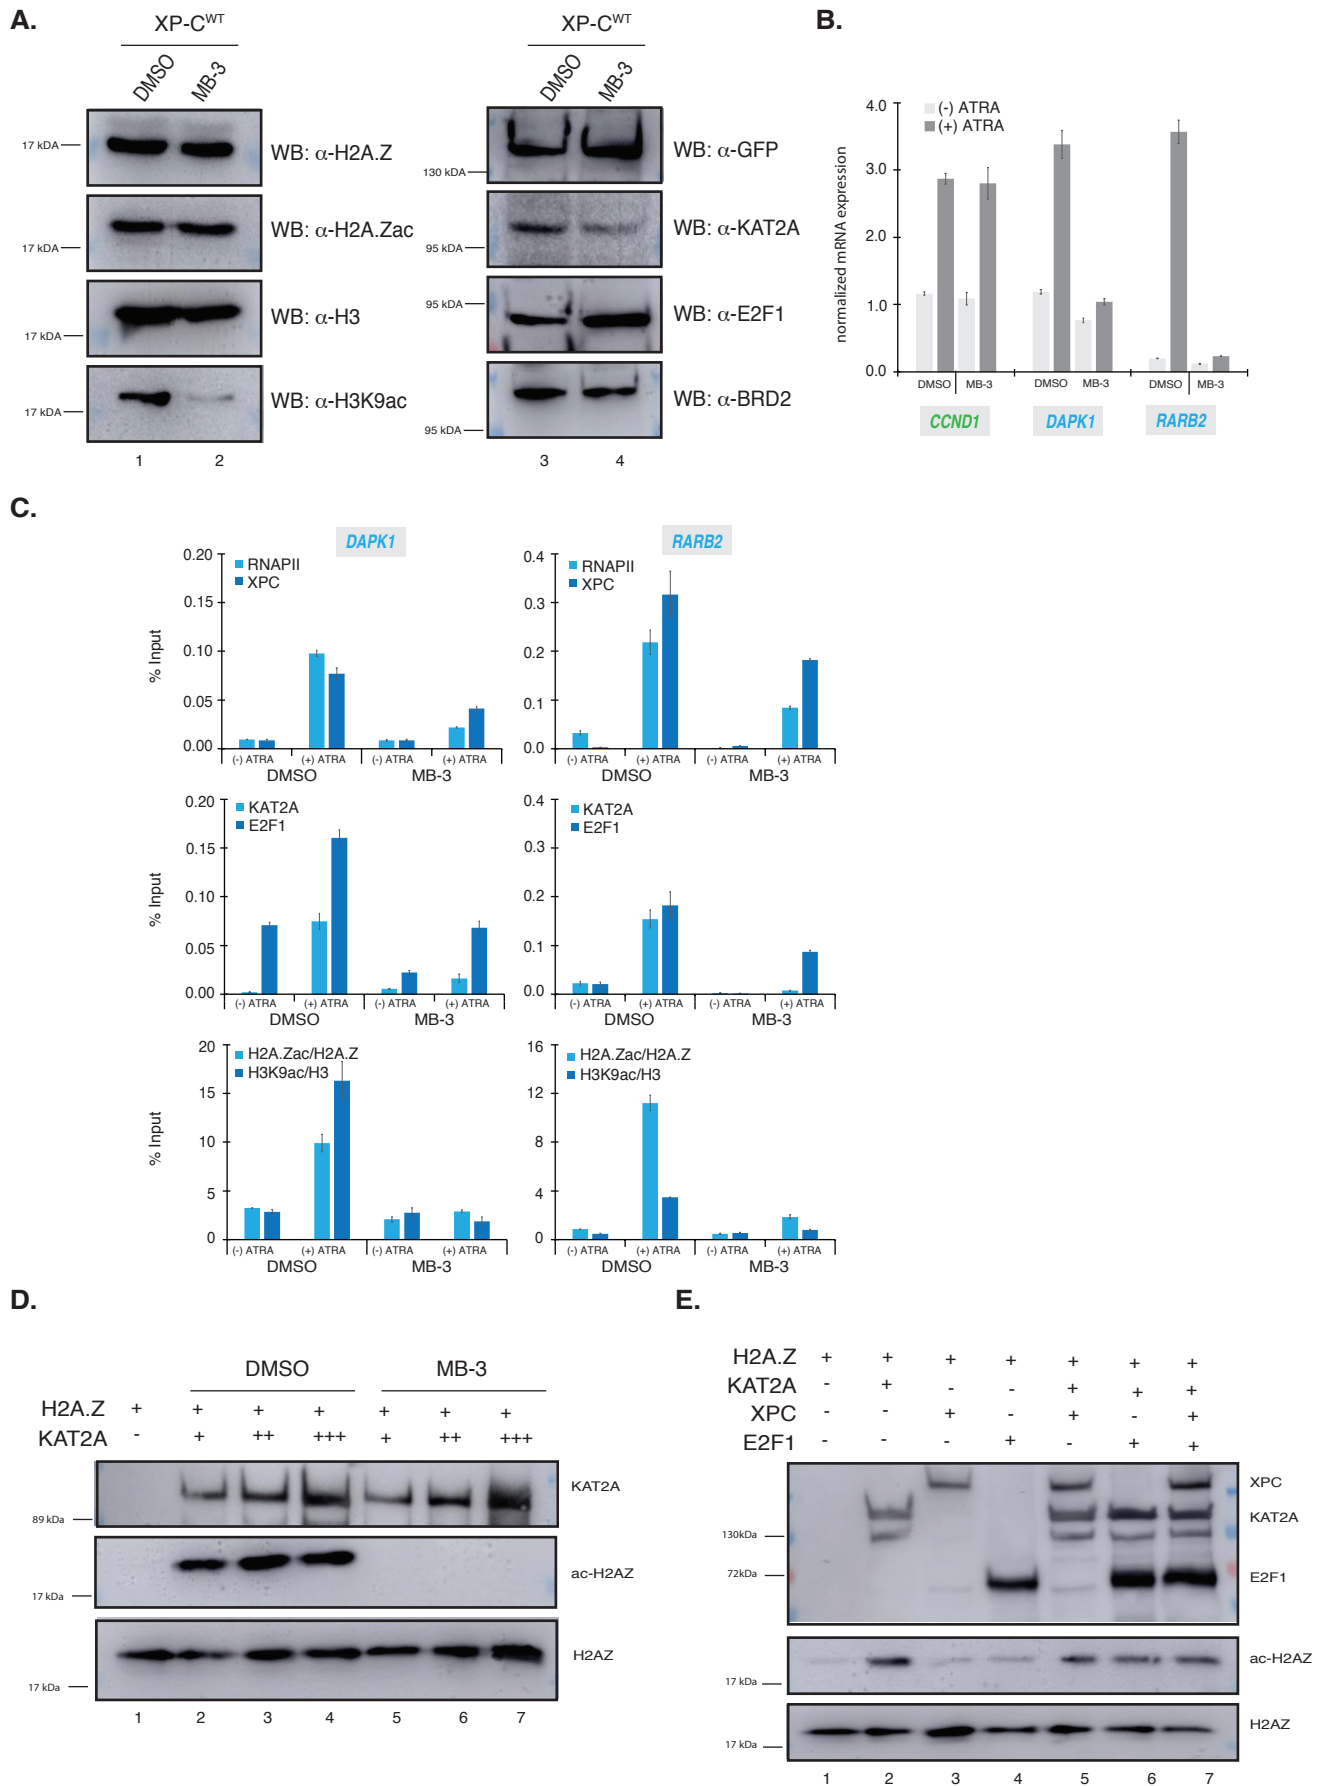 A.
XP-CWT
DMSO
MB-3
17 kDA
WB: α-H2A.Z
17 kDA
WB: α-H2A.Zac
17 kDA
WB: α-H3
17 kDA
WB: α-H3K9ac
1 2
XP-CWT
DMSO
MB-3
130 kDA
WB: α-GFP
95 kDA
WB: α-KAT2A
95 kDA
WB: α-E2F1
95 kDA
WB: α-BRD2
3 4
B.
normalized mRNA expression
4.0
3.0
2.0
1.0
0.0
(-) ATRA
(+) ATRA
DMSO MB-3 DMSO MB-3 DMSO MB-3
CCND1 DAPK1 RARB2
C.
DAPK1
% Input
0.20
0.15
0.10
0.05
0.00
RNAPII
XPC
(-) ATRA (+) ATRA (-) ATRA (+) ATRA
DMSO MB-3
RARB2
0.4
0.3
0.2
0.1
0.0
RNAPII
XPC
(-) ATRA (+) ATRA (-) ATRA (+) ATRA
DMSO MB-3
% Input
0.20
0.15
0.10
0.05
0.00
KAT2A
E2F1
(-) ATRA (+) ATRA (-) ATRA (+) ATRA
DMSO MB-3
0.4
0.3
0.2
0.1
0.0
KAT2A
E2F1
(-) ATRA (+) ATRA (-) ATRA (+) ATRA
DMSO MB-3
% Input
20
15
10
5
0
H2A.Zac/H2A.Z
H3K9ac/H3
(-) ATRA (+) ATRA (-) ATRA (+) ATRA
DMSO MB-3
16
12
8
4
0
H2A.Zac/H2A.Z
H3K9ac/H3
(-) ATRA (+) ATRA (-) ATRA (+) ATRA
DMSO MB-3
D.
DMSO MB-3
H2A.Z + + + + + + +
KAT2A - + ++ +++ + ++ +++
KAT2A
89 kDa
ac-H2AZ
17 kDa
H2AZ
17 kDa
1 2 3 4 5 6 7
E.
H2A.Z + + + + + + +
KAT2A - + - - + + +
XPC - - + - + - +
E2F1 - - - + - + +
XPC
KAT2A
130kDa
72kDa
E2F1
ac-H2AZ
17 kDa
H2AZ
17 kDa
1 2 3 4 5 6 7